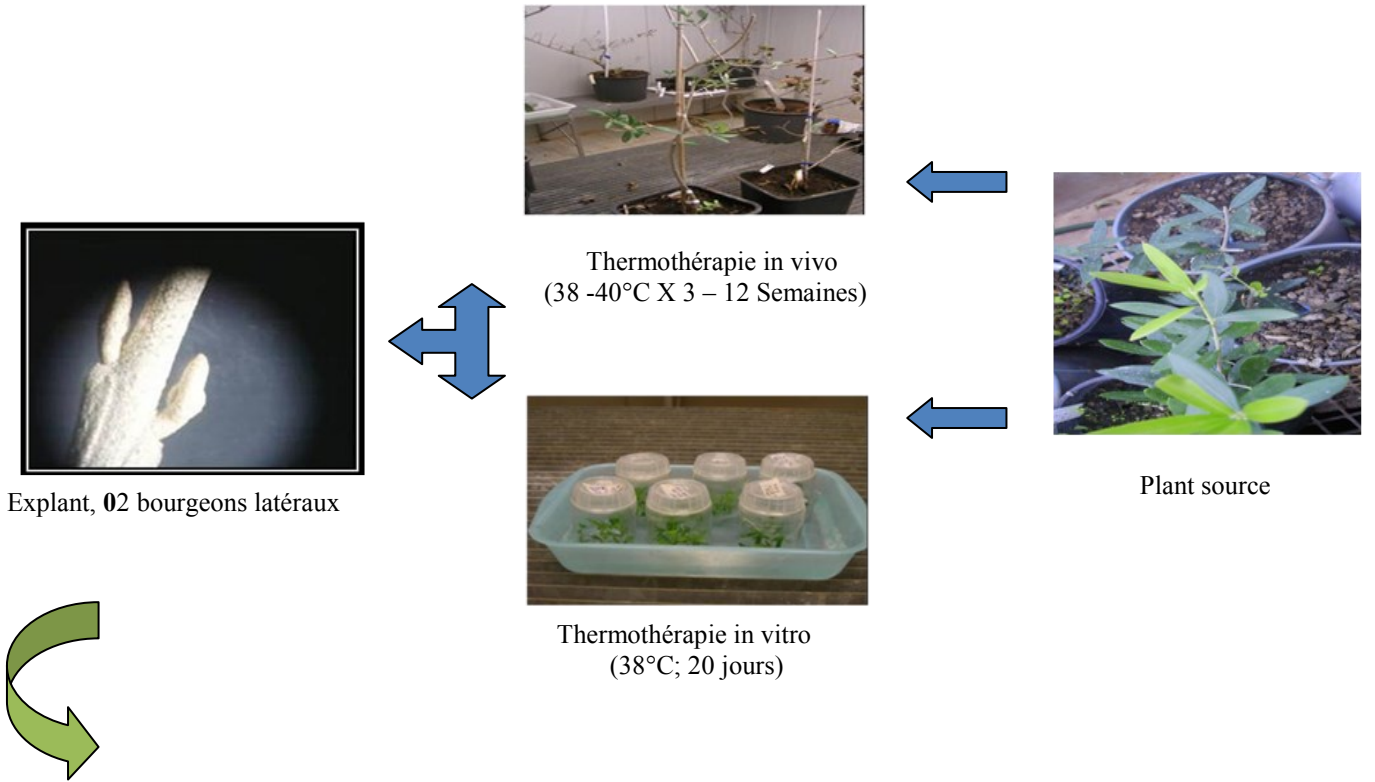 Thermothérapie in vivo
(38 -40°C X 3 – 12 Semaines)
Explant, 02 bourgeons latéraux
Plant source
Thermothérapie in vitro
(38°C; 20 jours)